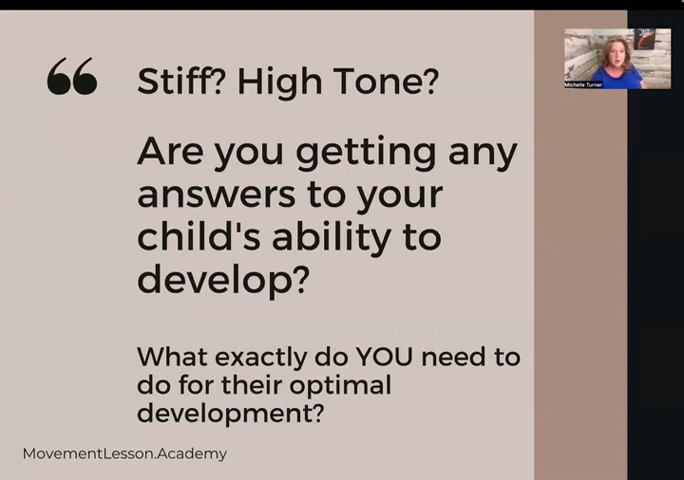 ❝ Stiff? High Tone?
Are you getting any
answers to your
child's ability to
develop?
What exactly do YOU need to
do for their optimal
development?
MovementLesson.Academy
Michelle Turner